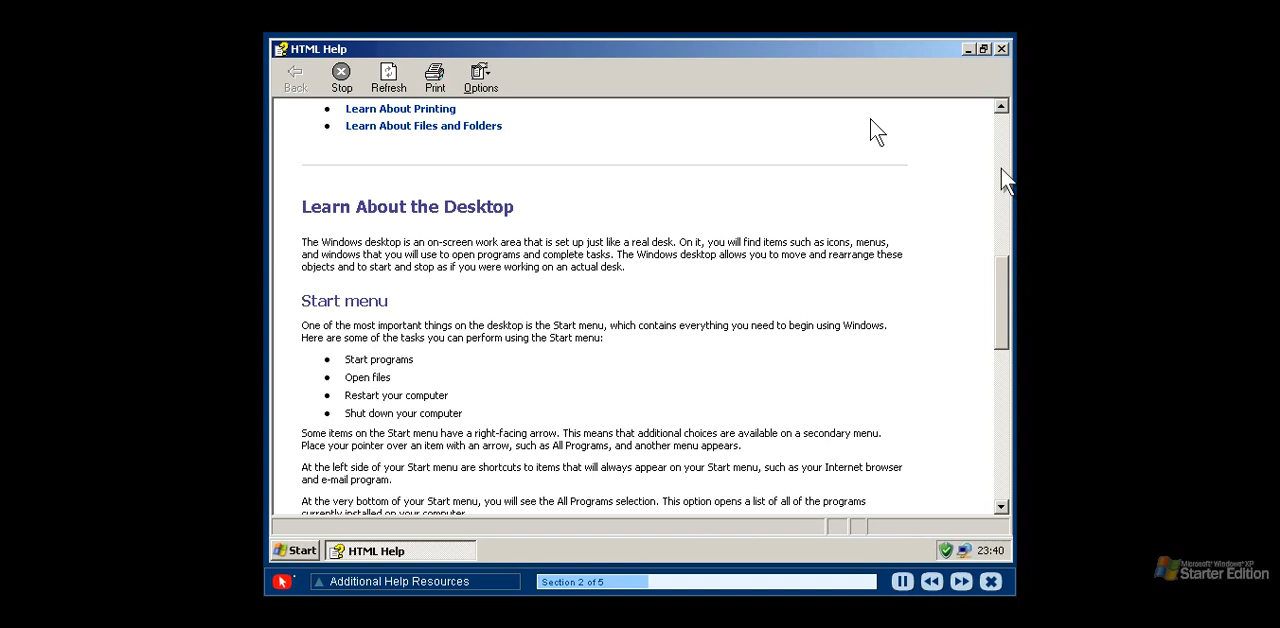 HTML Help
Back
Stop
Refresh
Print
Options
Learn About Printing
Learn About Files and Folders
Learn About the Desktop
The Windows desktop is an on-screen work area that is set up just like a real desk. On it, you will find items such as icons, menus,
and windows that you will use to open programs and complete tasks. The Windows desktop allows you to move and rearrange these
objects and to start and stop as if you were working on an actual desk.
Start menu
One of the most important things on the desktop is the Start menu, which contains everything you need to begin using Windows.
Here are some of the tasks you can perform using the Start menu:
Start programs
Open files
Restart your computer
Shut down your computer
Some items on the Start menu have a right-facing arrow. This means that additional choices are available on a secondary menu.
Place your pointer over an item with an arrow, such as All Programs, and another menu appears.
At the left side of your Start menu are shortcuts to items that will always appear on your Start menu, such as your Internet browser
and e-mail program.
At the very bottom of your Start menu, you will see the All Programs selection. This option opens a list of all of the programs
currently installed on your computer.
Start
HTML Help
23:40
Additional Help Resources
Section 2 of 5
Microsoft Windows XP
Starter Edition